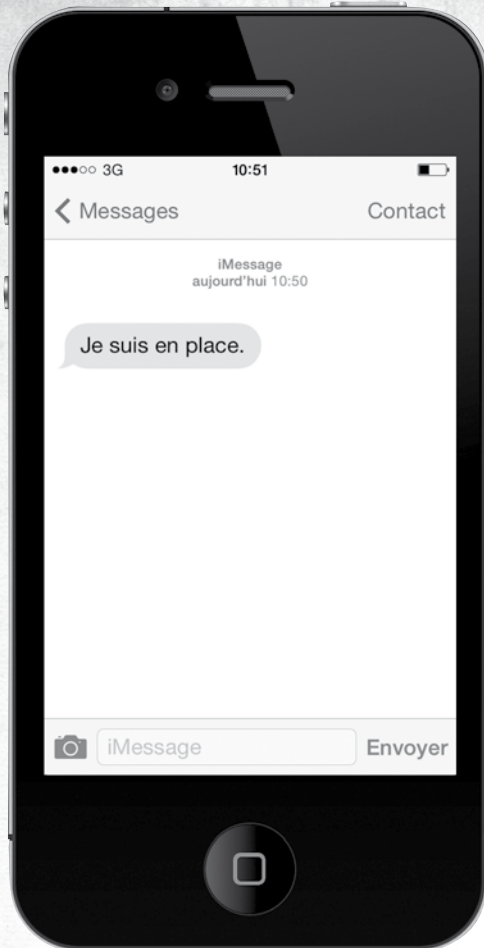 3G 10:51
Messages Contact
iMessage
aujourd'hui 10:50
Je suis en place.
iMessage Envoyer